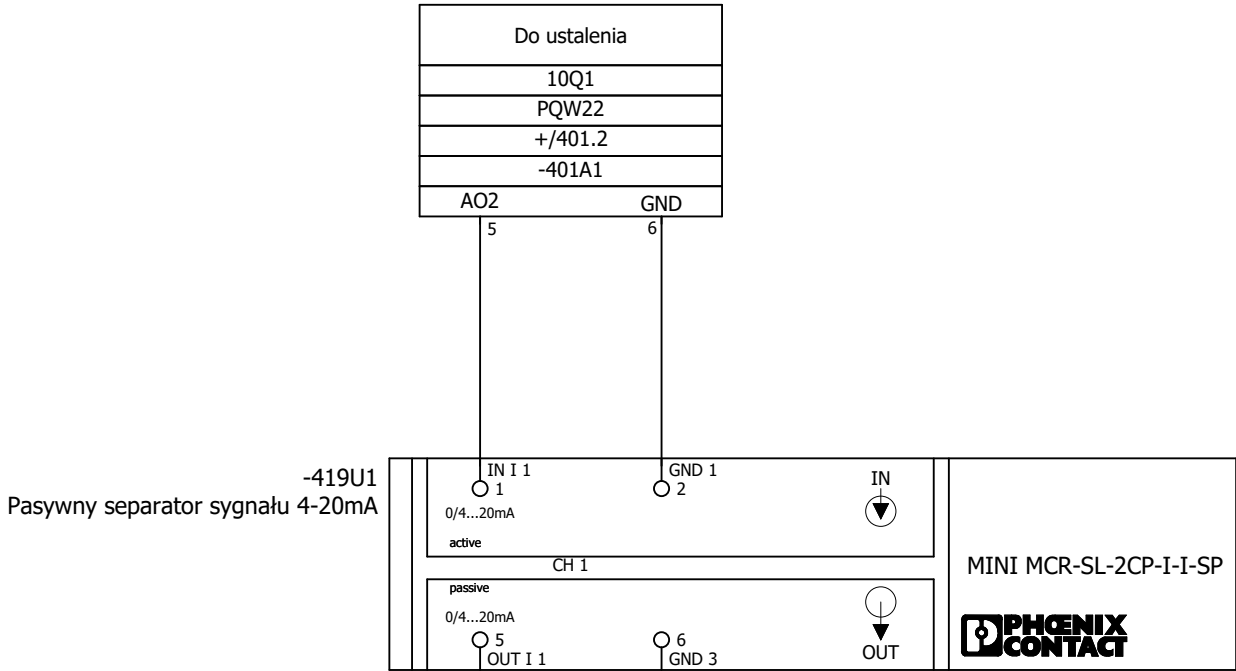 Do ustalenia
10Q1
PQW22
+/401.2
-401A1
AO2 GND
5 6
-419U1
Pasywny separator sygnału 4-20mA
IN I 1 GND 1 IN
1 2
0/4...20mA
active
CH 1
MINI MCR-SL-2CP-I-I-SP
passive
0/4...20mA
5 6
OUT I 1 GND 3 OUT
PHŒNIX
CONTACT